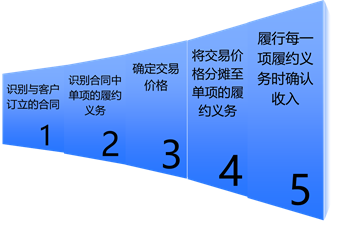 识别与客户
订立的合同
1
识别合同中
单项的履约
义务
2
确定交易
价格
3
将交易价
格分摊至
单项的履
约义务
4
履行每一
项履约义
务时确认
收入
5